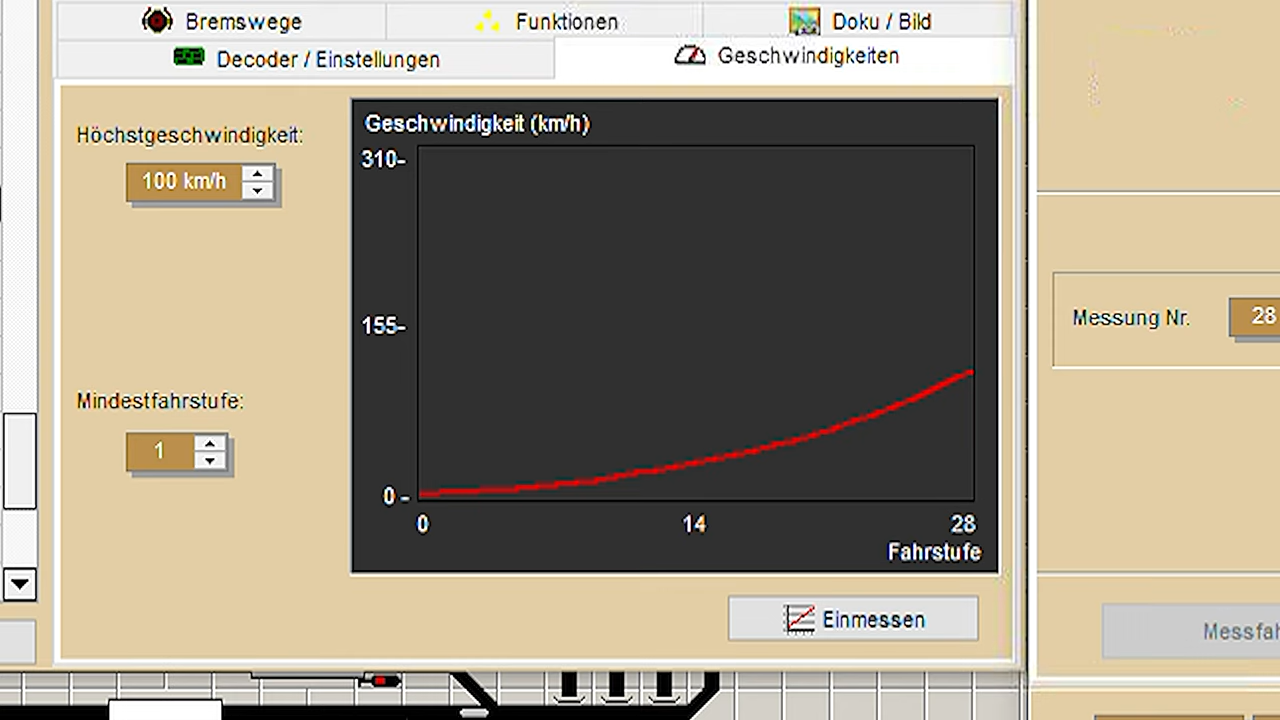 Bremswege
Funktionen
Doku / Bild
Decoder / Einstellungen
Geschwindigkeiten
Höchstgeschwindigkeit:
100 km/h
Geschwindigkeit (km/h)
310-
155-
0 -
0
14
28
Fahrstufe
Mindestfahrstufe:
1
Einmessen
Messung Nr.
28
Messfah